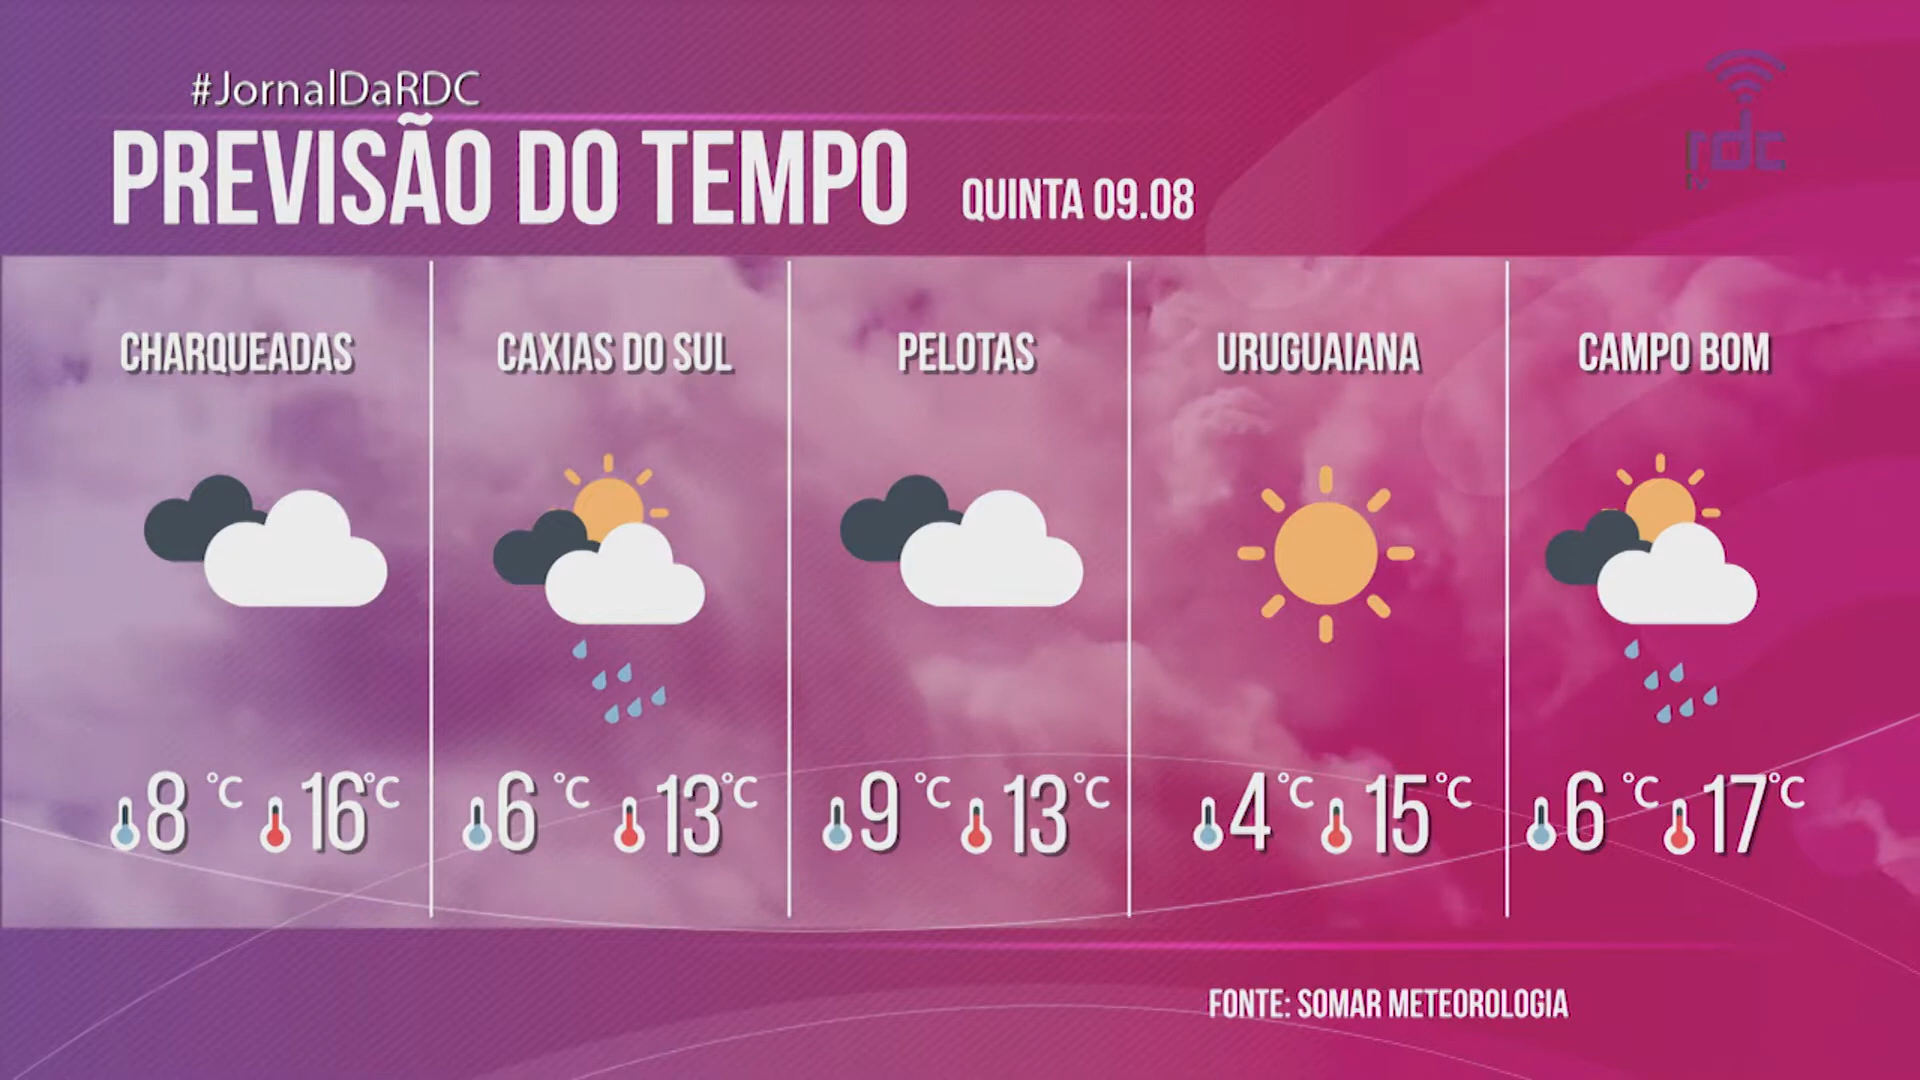 #JornalDaRDC
PREVISÃO DO TEMPO
QUINTA 09.08
rdc
tv
CHARQUEADAS
8 °C 16°C
CAXIAS DO SUL
6 °C 13°C
PELOTAS
9 °C 13°C
URUGUAIANA
4°C 15°C
CAMPO BOM
6 °C 17°C
FONTE: SOMAR METEOROLOGIA